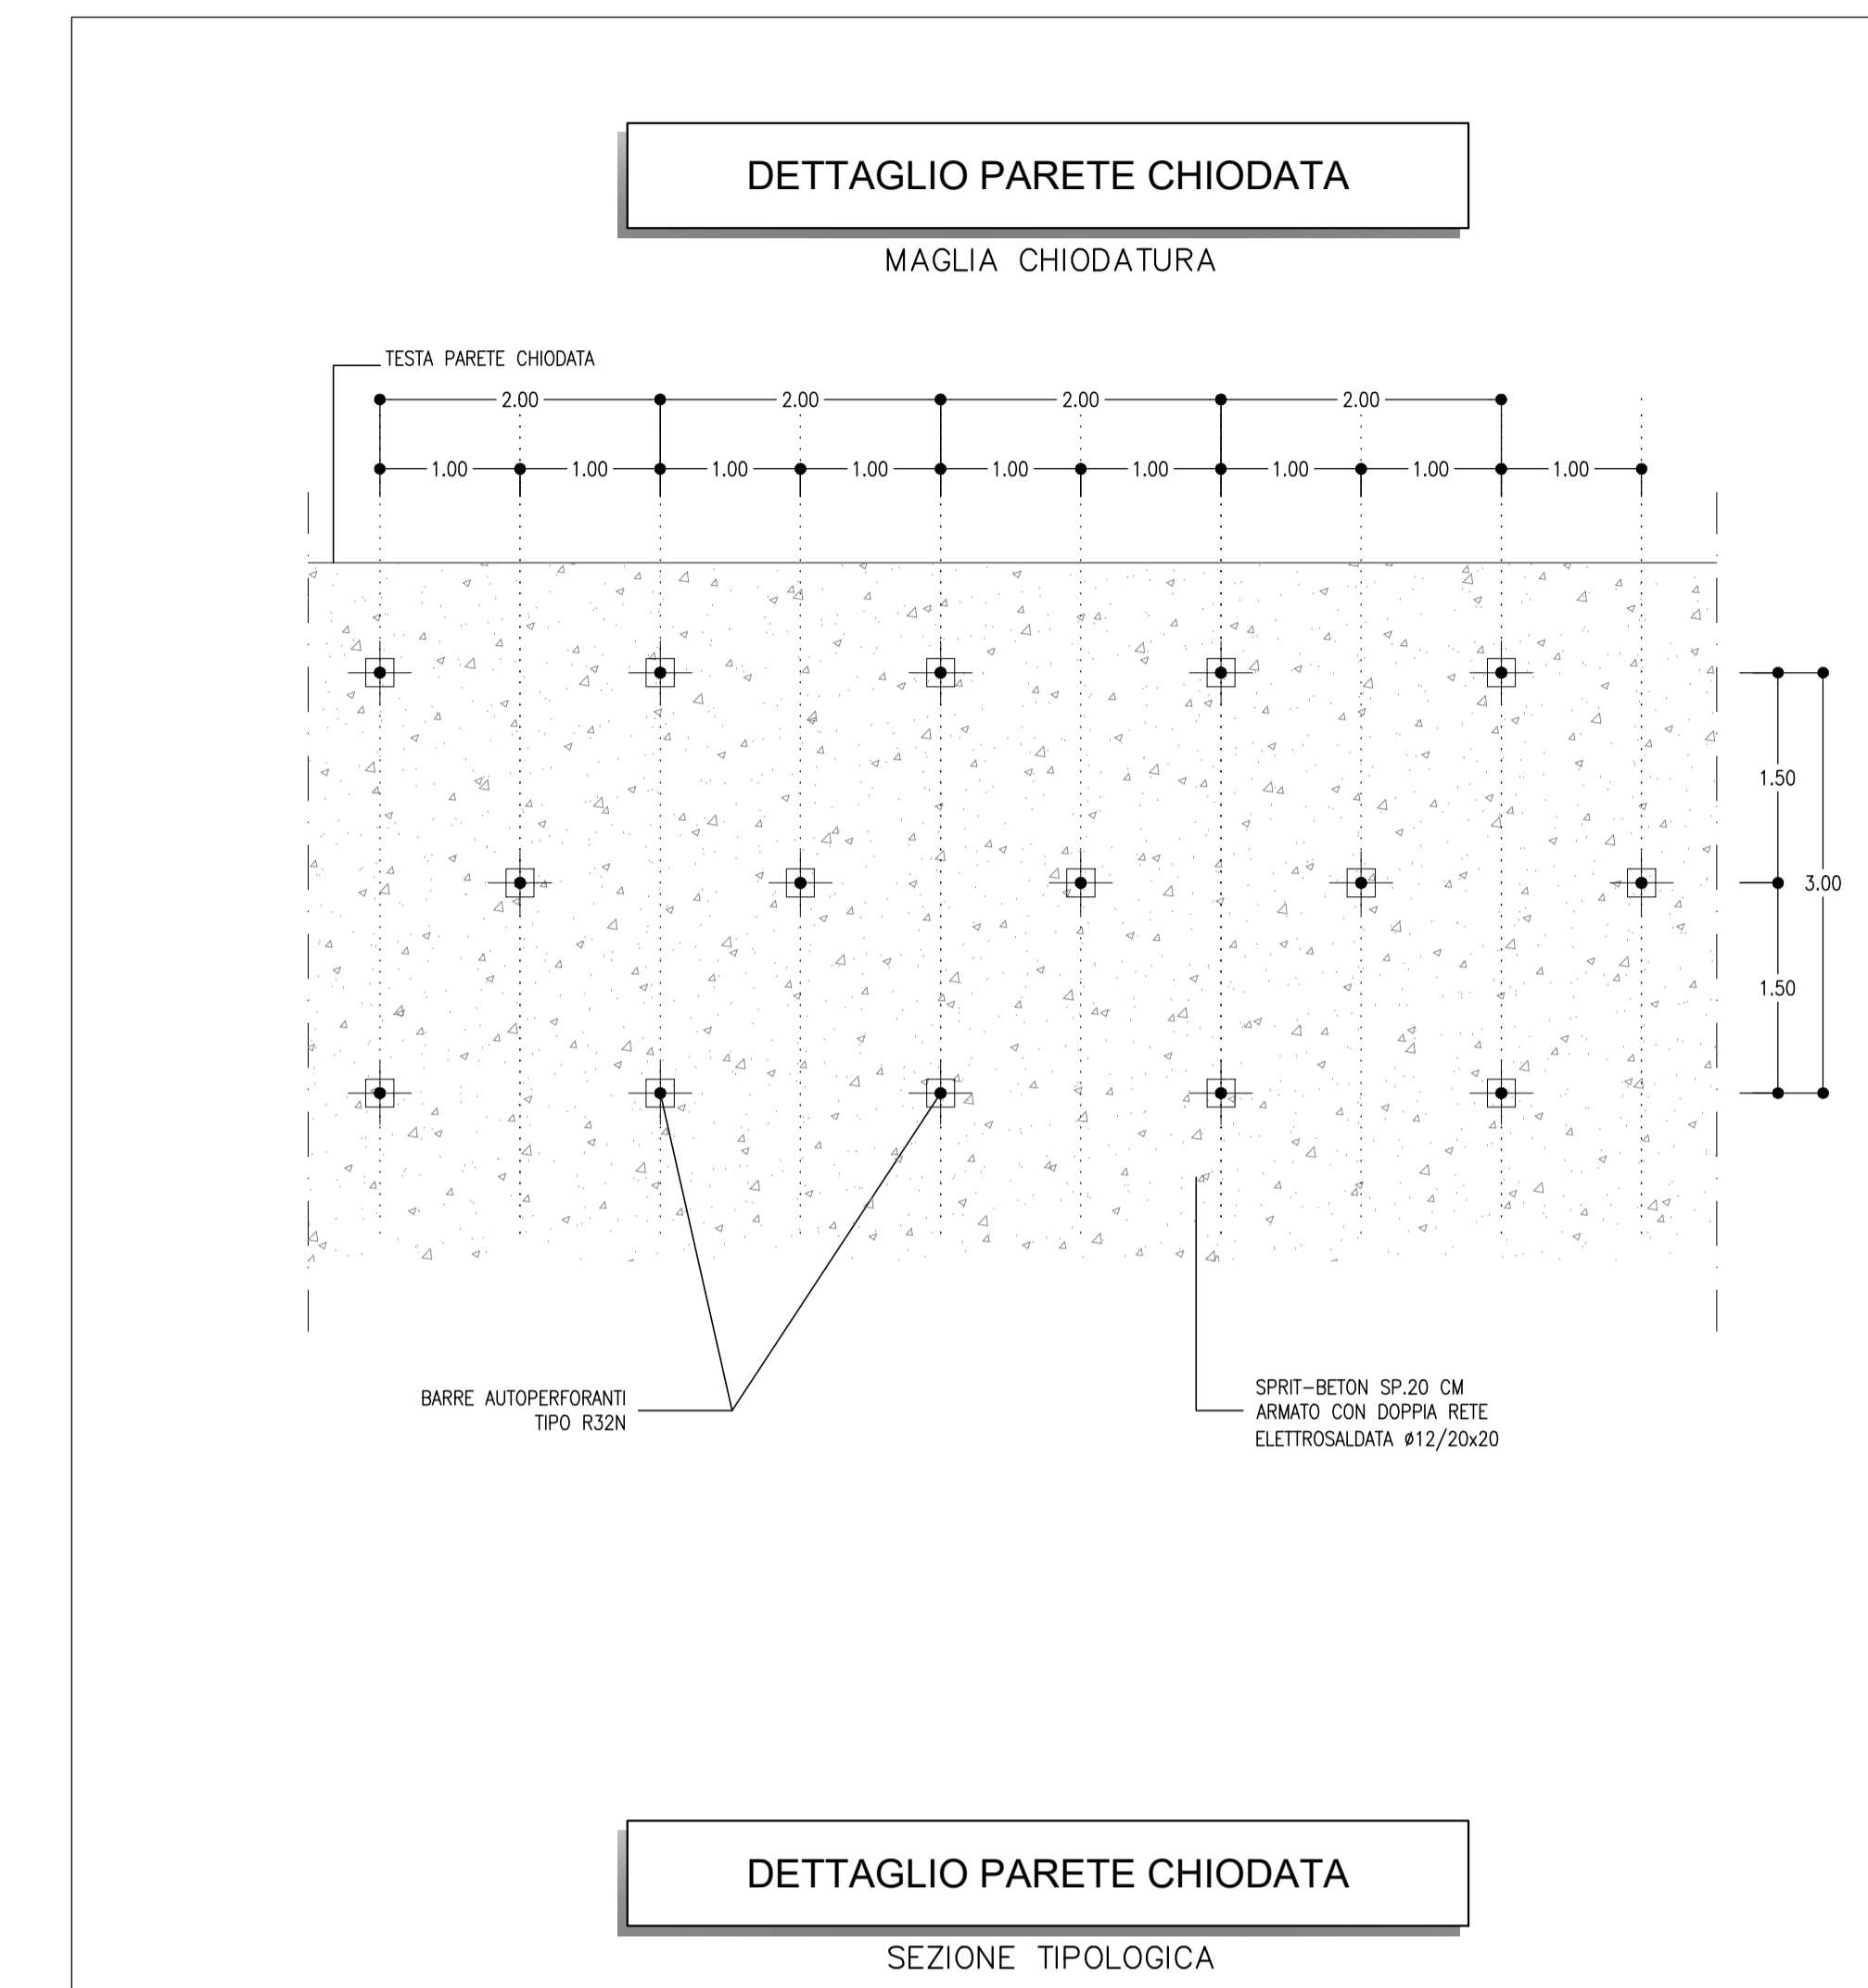 DETTAGLIO PARETE CHIODATA
MAGLIA CHIODATURA
TESTA PARETE CHIODATA
2.00 2.00 2.00 2.00
1.00 1.00 1.00 1.00 1.00 1.00 1.00 1.00 1.00
1.50
3.00
1.50
BARRE AUTOPERFORANTI
TIPO R32N
SPRIT-BETON SP.20 CM
ARMATO CON DOPPIA RETE
ELETTROSALDATA ø12/20x20
DETTAGLIO PARETE CHIODATA
SEZIONE TIPOLOGICA